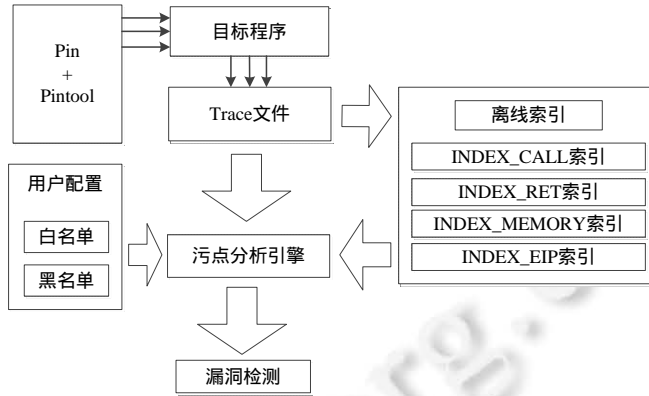 Pin
+
Pintool
目标程序
Trace文件
离线索引
INDEX_CALL索引
INDEX_RET索引
INDEX_MEMORY索引
INDEX_EIP索引
用户配置
白名单
黑名单
污点分析引擎
漏洞检测